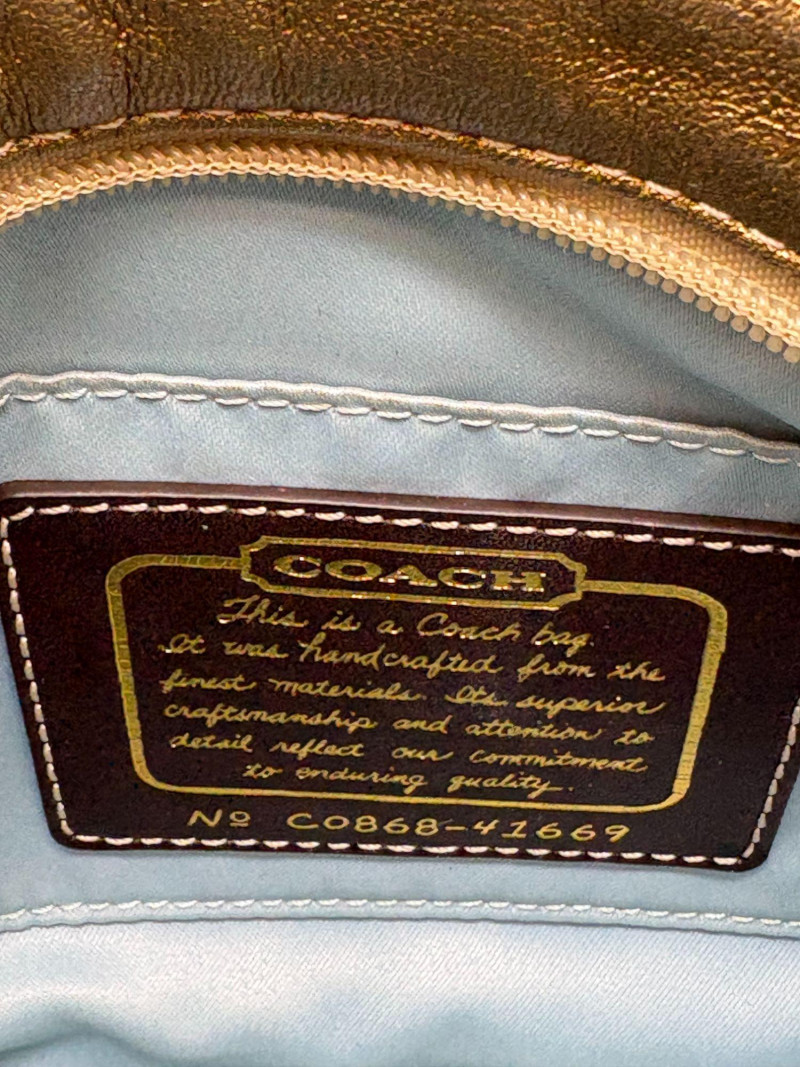 COACH
This is a Coach bag.
It was handcrafted from the
finest materials. Its superior
craftsmanship and attention to
detail reflect our commitment
to enduring quality.
Nº C0868-41669